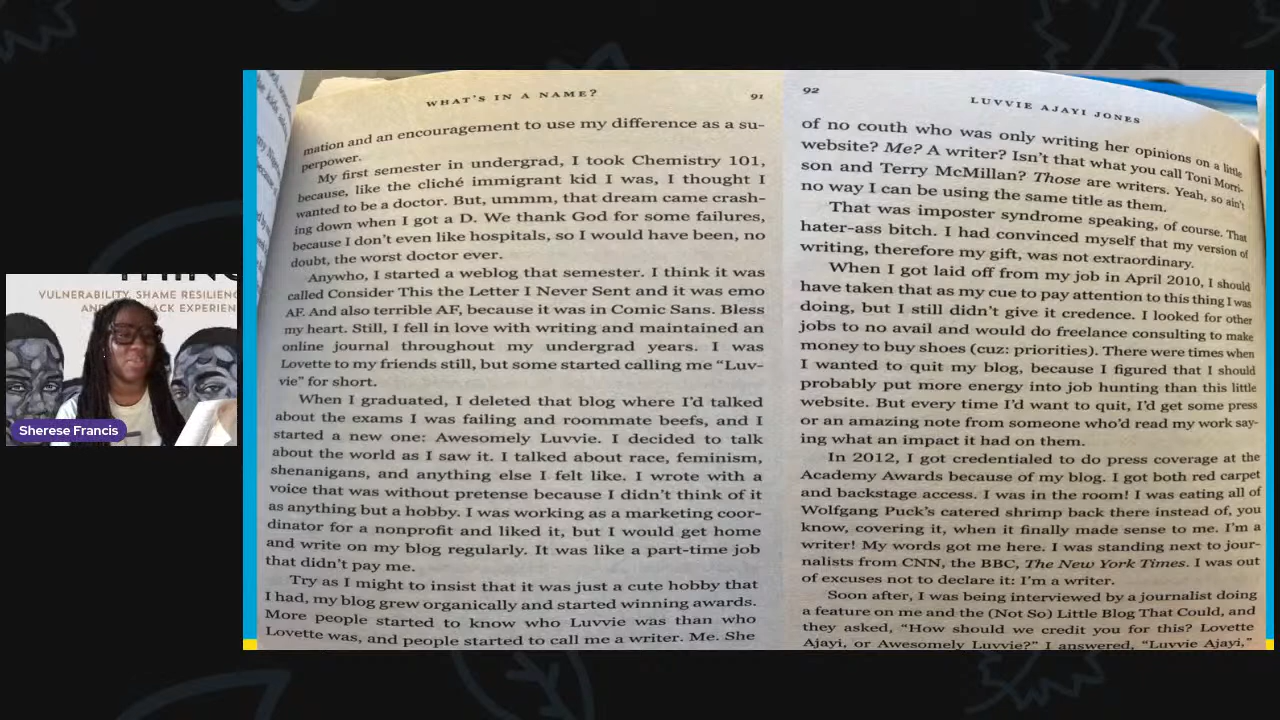 THING
VULNERABILITY, SHAME RESILIENC
AND
ACK EXPERIEN
Sherese Francis
WHAT'S IN A NAME?
91
mation and an encouragement to use my difference as a su-
perpower.
My first semester in undergrad, I took Chemistry 101,
because, like the cliché immigrant kid I was, I thought I
wanted to be a doctor. But, ummm, that dream came crash-
ing down when I got a D. We thank God for some failures,
because I don't even like hospitals, so I would have been, no
doubt, the worst doctor ever.
Anywho, I started a weblog that semester. I think it was
called Consider This the Letter I Never Sent and it was emo
AF. And also terrible AF, because it was in Comic Sans. Bless
my heart. Still, I fell in love with writing and maintained an
online journal throughout my undergrad years. I was
Lovette to my friends still, but some started calling me “Luv-
vie” for short.
When I graduated, I deleted that blog where I'd talked
about the exams I was failing and roommate beefs, and I
started a new one: Awesomely Luvvie. I decided to talk
about the world as I saw it. I talked about race, feminism,
shenanigans, and anything else I felt like. I wrote with a
voice that was without pretense because I didn't think of it
as anything but a hobby. I was working as a marketing coor-
dinator for a nonprofit and liked it, but I would get home
and write on my blog regularly. It was like a part-time job
that didn't pay me.
Try as I might to insist that it was just a cute hobby that
I had, my blog grew organically and started winning awards.
More people started to know who Luvvie was than who
Lovette was, and people started to call me a writer. Me. She
92
LUVVIE AJAYI JONES
of no couth who was only writing her opinions on a little
website? Me? A writer? Isn't that what you call Toni Morri-
son and Terry McMillan? Those are writers. Yeah, so ain't
no way I can be using the same title as them.
That was imposter syndrome speaking, of course. That
hater-ass bitch. I had convinced myself that my version of
writing, therefore my gift, was not extraordinary.
When I got laid off from my job in April 2010, I should
have taken that as my cue to pay attention to this thing I was
doing, but I still didn't give it credence. I looked for other
jobs to no avail and would do freelance consulting to make
money to buy shoes (cuz: priorities). There were times when
I wanted to quit my blog, because I figured that I should
probably put more energy into job hunting than this little
website. But every time I'd want to quit, I'd get some press
or an amazing note from someone who'd read my work say-
ing what an impact it had on them.
In 2012, I got credentialed to do press coverage at the
Academy Awards because of my blog. I got both red carpet
and backstage access. I was in the room! I was eating all of
Wolfgang Puck's catered shrimp back there instead of, you
know, covering it, when it finally made sense to me. I'm a
writer! My words got me here. I was standing next to jour-
nalists from CNN, the BBC, The New York Times. I was out
of excuses not to declare it: I'm a writer.
Soon after, I was being interviewed by a journalist doing
a feature on me and the (Not So) Little Blog That Could, and
they asked, “How should we credit you for this? Lovette
Ajayi, or Awesomely Luvvie?” I answered, “Luvvie Ajayi,”